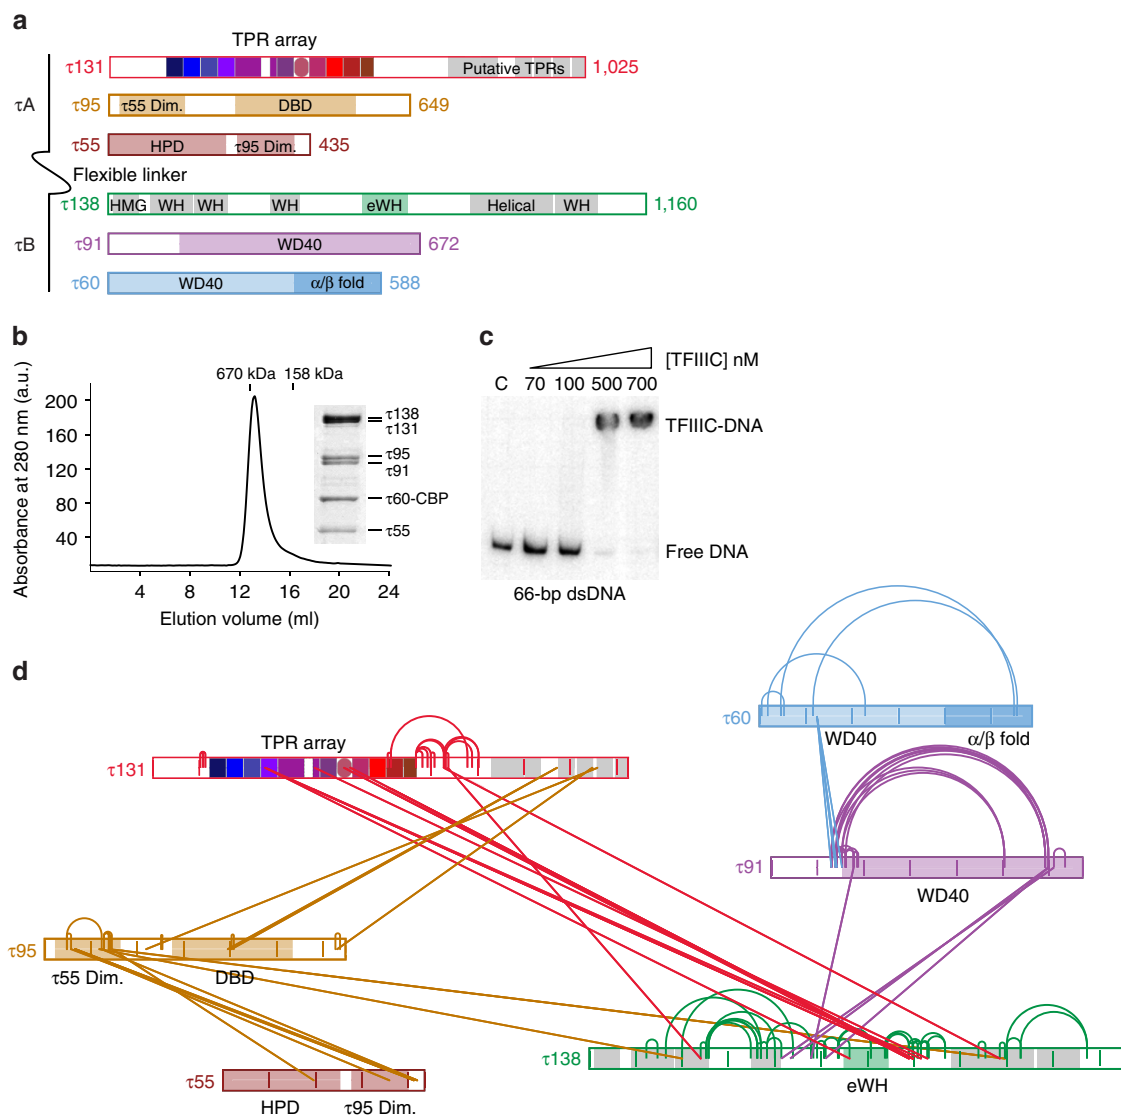 a
TPR array
τ131 Putative TPRs 1,025
τA
τ95 τ55 Dim. DBD 649
τ55 HPD τ95 Dim. 435
Flexible linker
τ138 HMG WH WH WH eWH Helical WH 1,160
τB
τ91 WD40 672
τ60 WD40 α/β fold 588
b
670 kDa 158 kDa
Absorbance at 280 nm (a.u.)
200
160
120
80
40
4 8 12 16 20 24
Elution volume (ml)
τ138
τ131
τ95
τ91
τ60-CBP
τ55
c
[TFIIIC] nM
C 70 100 500 700
TFIIIC-DNA
Free DNA
66-bp dsDNA
d
τ60
WD40 α/β fold
TPR array
τ131
τ91
WD40
τ95
τ55 Dim. DBD
τ138
eWH
τ55
HPD τ95 Dim.